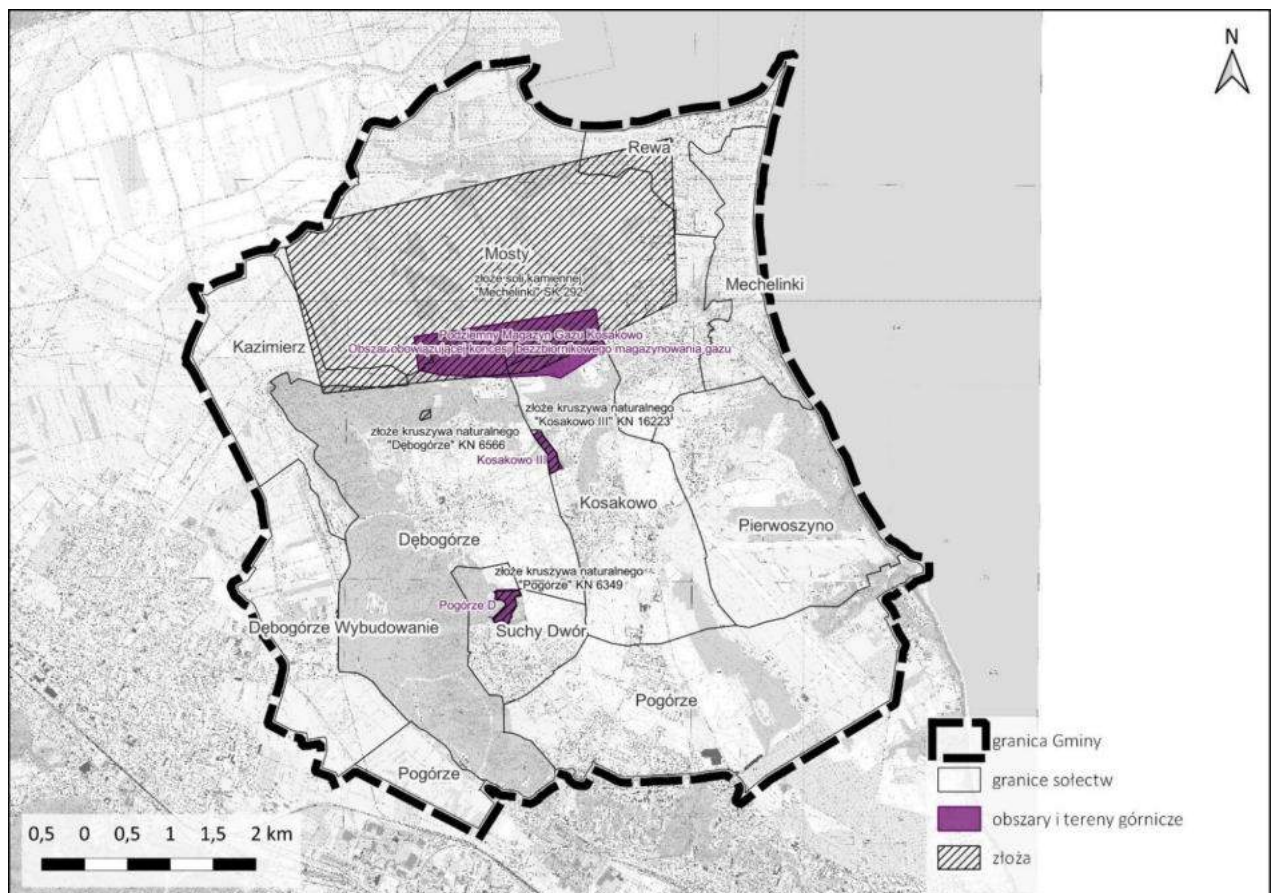 N
Rewa
Mosty
złoże soli kamiennej
"Mechelinki" SK 292
Mechelinki
Podziemny Magazyn Gazu Kosakowo
Obszar obowiązującej koncesji bezzbiornikowego magazynowania gazu
Kazimierz
złoże kruszywa naturalnego
"Kosakowo III" KN 16223
złoże kruszywa naturalnego
"Dębogórze" KN 6566
Kosakowo III
Kosakowo
Pierwoszyno
Dębogórze
złoże kruszywa naturalnego
"Pogórze" KN 6349
Pogórze D
Dębogórze Wybudowanie
Suchy Dwór
Pogórze
Pogórze
granica Gminy
granice sołectw
obszary i tereny górnicze
złoża
0,5 0 0,5 1 1,5 2 km